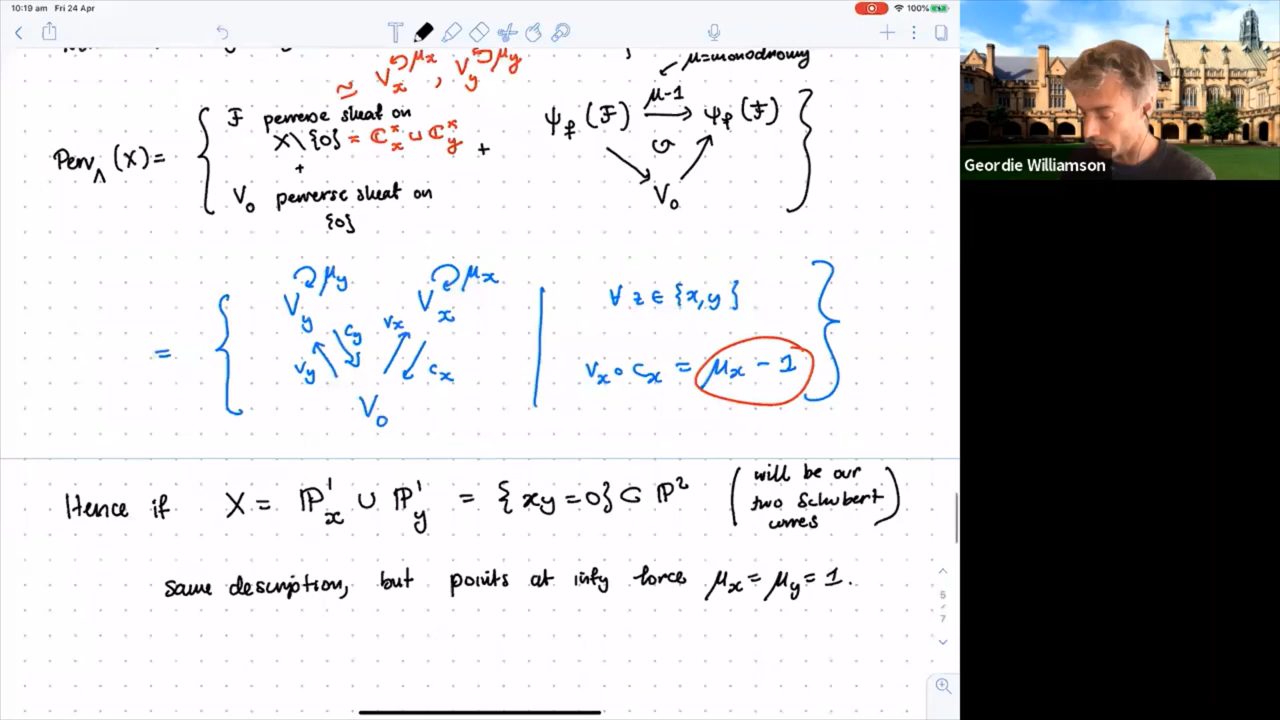 10:19 am Fri 24 Apr
100%
Geordie Williamson
≃ V_x ↺ μ_x , V_y ↺ μ_y
μ = monodromy
Perv_Λ (X) = { F perverse sheaf on
X \ {0} = ℂ^×_x ∪ ℂ^×_y
+
V_0 perverse sheaf on
{0}
+
ψ_f (F) → μ-1 → ψ_f (F)
V_0 }
= { V_y ↻ μ_y V_x ↻ μ_x
v_y c_y v_x c_x
V_0
| ∀ z ∈ {x, y}
v_x ∘ c_x = μ_x - 1 }
Hence if X = ℙ^1_x ∪ ℙ^1_y = { xy = 0 } ⊂ ℙ^2 ( will be our
two Schubert
curves )
same description, but points at infty force μ_x = μ_y = 1.
5
/
7